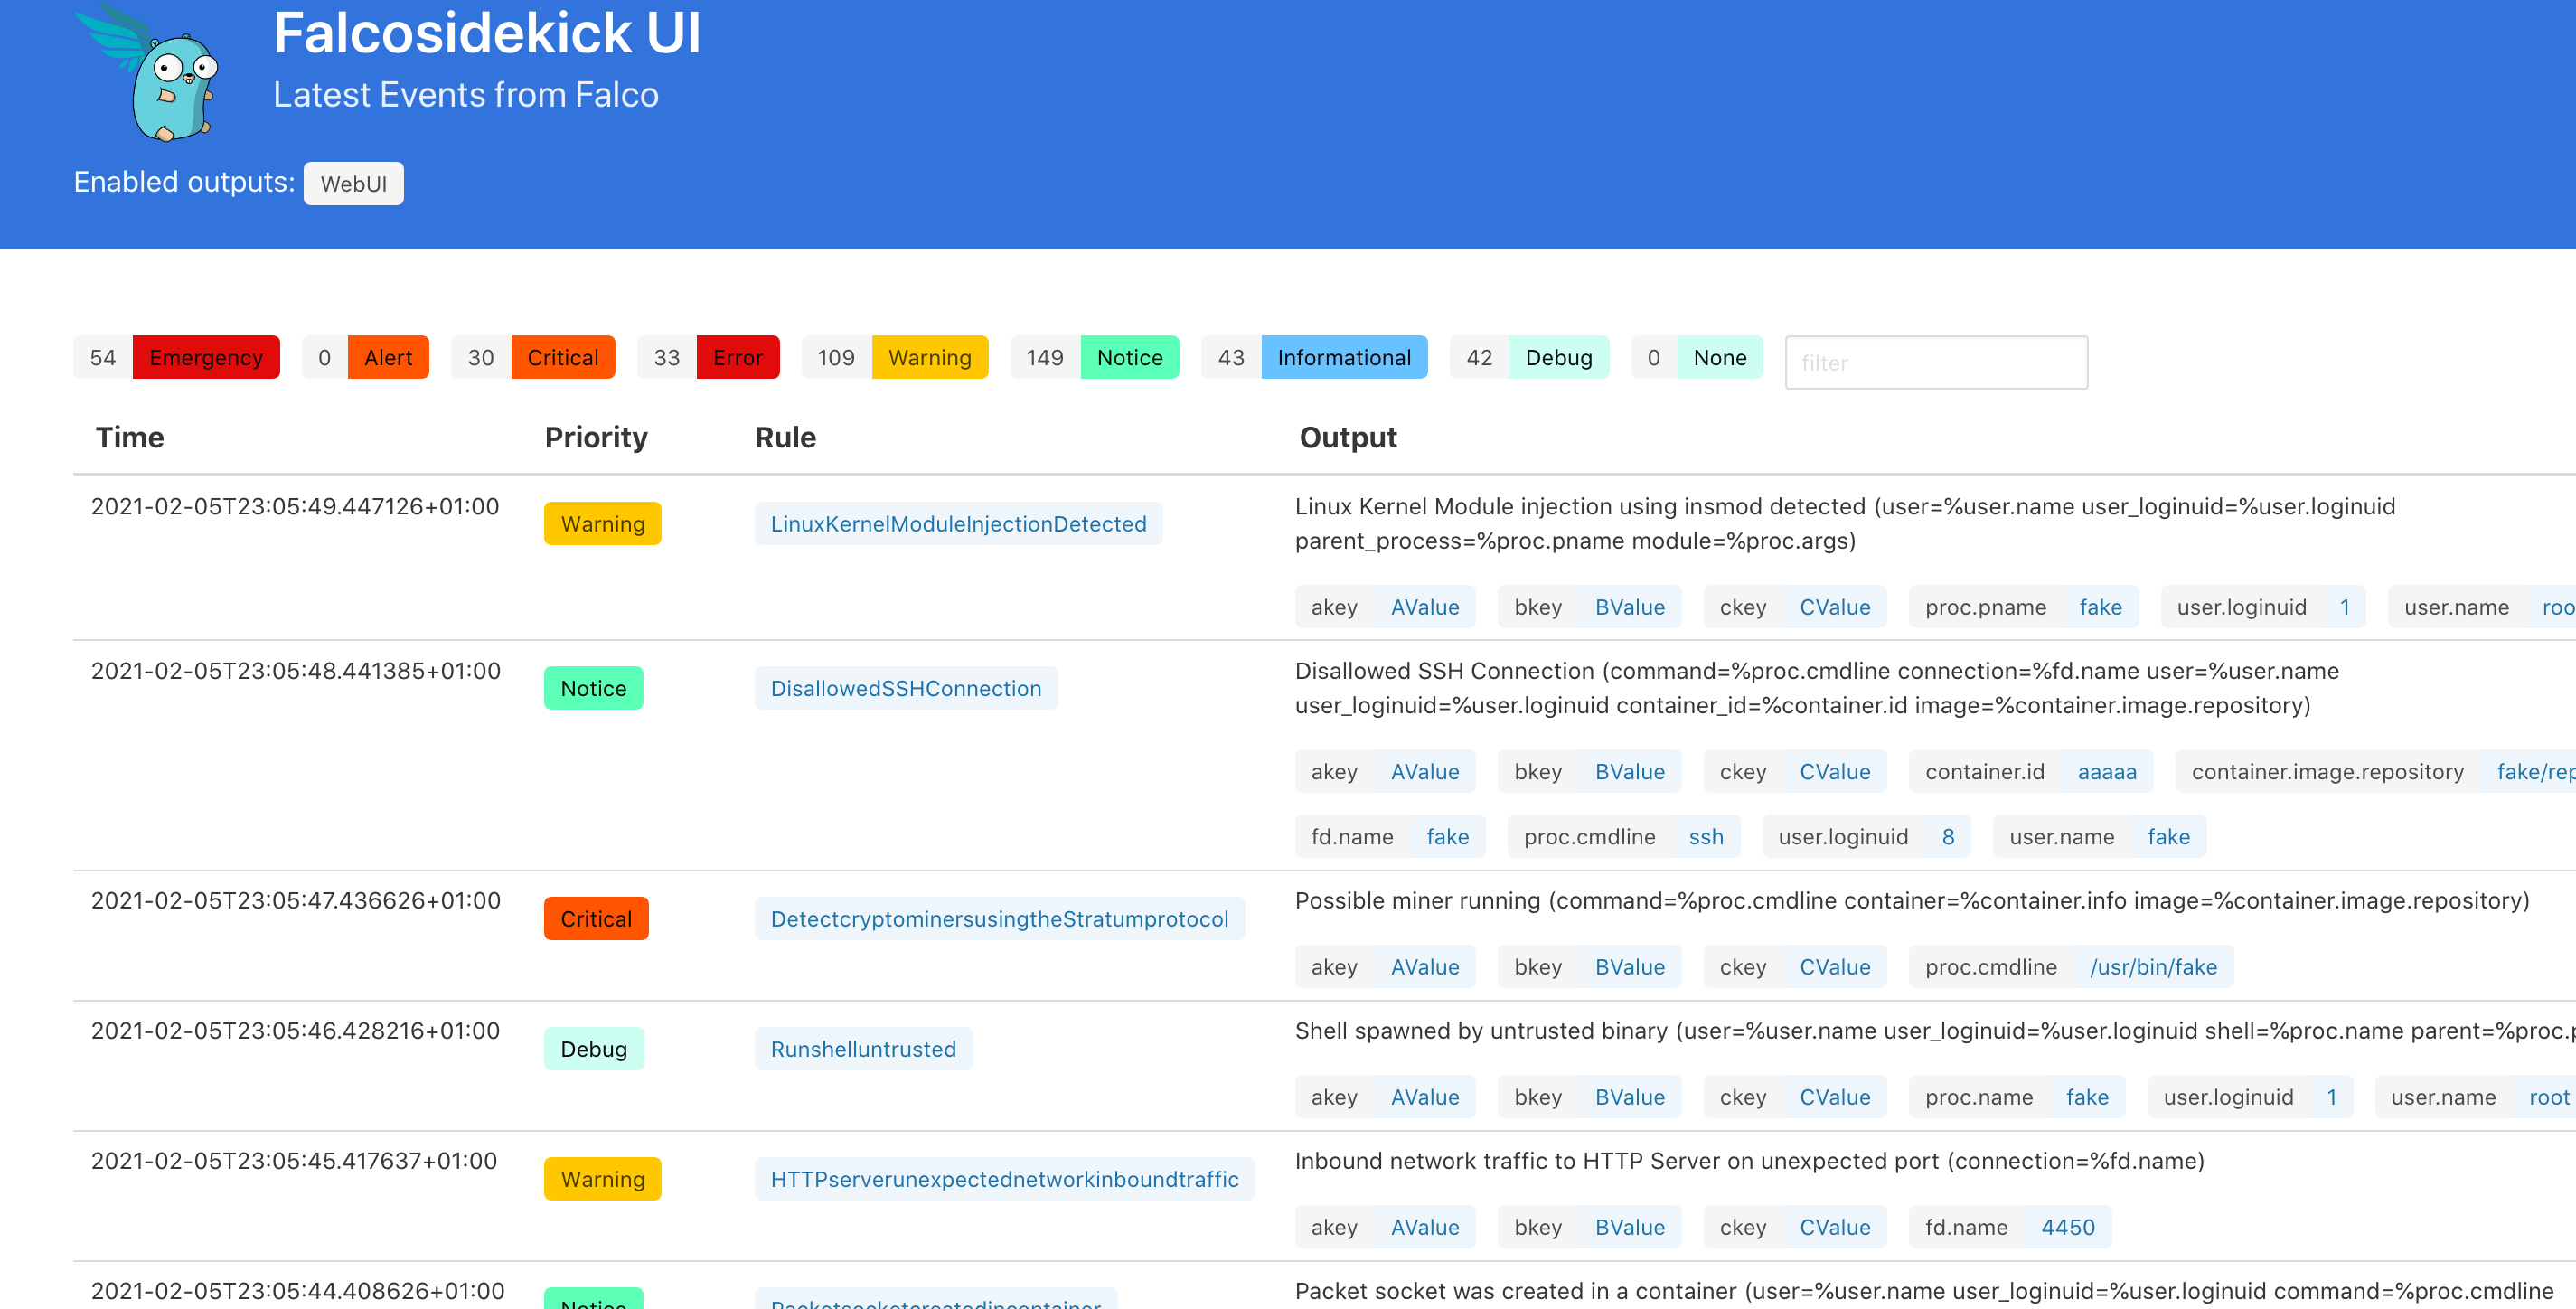 Falcosidekick UI
Latest Events from Falco
Enabled outputs: WebUI
54 Emergency 0 Alert 30 Critical 33 Error 109 Warning 149 Notice 43 Informational 42 Debug 0 None filter
Time Priority Rule Output
2021-02-05T23:05:49.447126+01:00 Warning LinuxKernelModuleInjectionDetected Linux Kernel Module injection using insmod detected (user=%user.name user_loginuid=%user.loginuid
parent_process=%proc.pname module=%proc.args)
akey AValue bkey BValue ckey CValue proc.pname fake user.loginuid 1 user.name roo
2021-02-05T23:05:48.441385+01:00 Notice DisallowedSSHConnection Disallowed SSH Connection (command=%proc.cmdline connection=%fd.name user=%user.name
user_loginuid=%user.loginuid container_id=%container.id image=%container.image.repository)
akey AValue bkey BValue ckey CValue container.id aaaaa container.image.repository fake/rep
fd.name fake proc.cmdline ssh user.loginuid 8 user.name fake
2021-02-05T23:05:47.436626+01:00 Critical DetectcryptominersusingtheStratumprotocol Possible miner running (command=%proc.cmdline container=%container.info image=%container.image.repository)
akey AValue bkey BValue ckey CValue proc.cmdline /usr/bin/fake
2021-02-05T23:05:46.428216+01:00 Debug Runshelluntrusted Shell spawned by untrusted binary (user=%user.name user_loginuid=%user.loginuid shell=%proc.name parent=%proc.p
akey AValue bkey BValue ckey CValue proc.name fake user.loginuid 1 user.name root
2021-02-05T23:05:45.417637+01:00 Warning HTTPserverunexpectednetworkinboundtraffic Inbound network traffic to HTTP Server on unexpected port (connection=%fd.name)
akey AValue bkey BValue ckey CValue fd.name 4450
2021-02-05T23:05:44.408626+01:00 Notice Packetsocketcreatedincontainer Packet socket was created in a container (user=%user.name user_loginuid=%user.loginuid command=%proc.cmdline